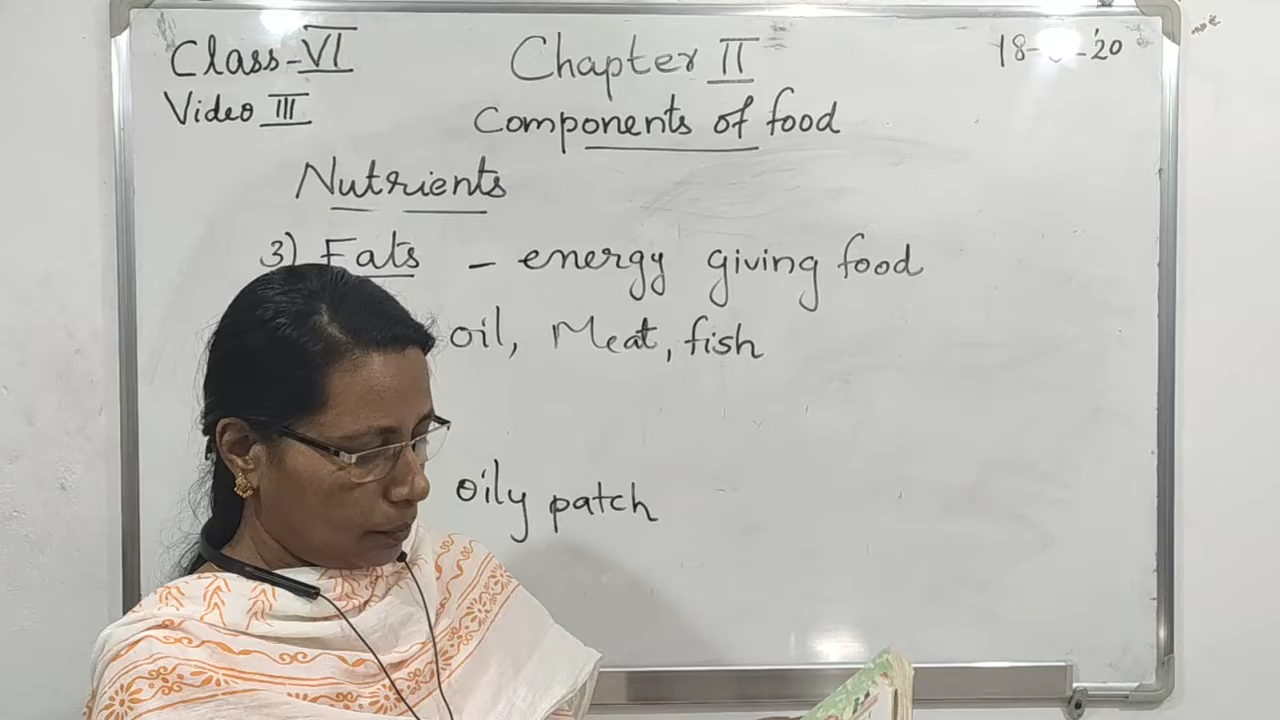 Class-VI Chapter II 18- -'20
Video III Components of food
Nutrients
3) Fats - energy giving food
oil, Meat, fish
oily patch